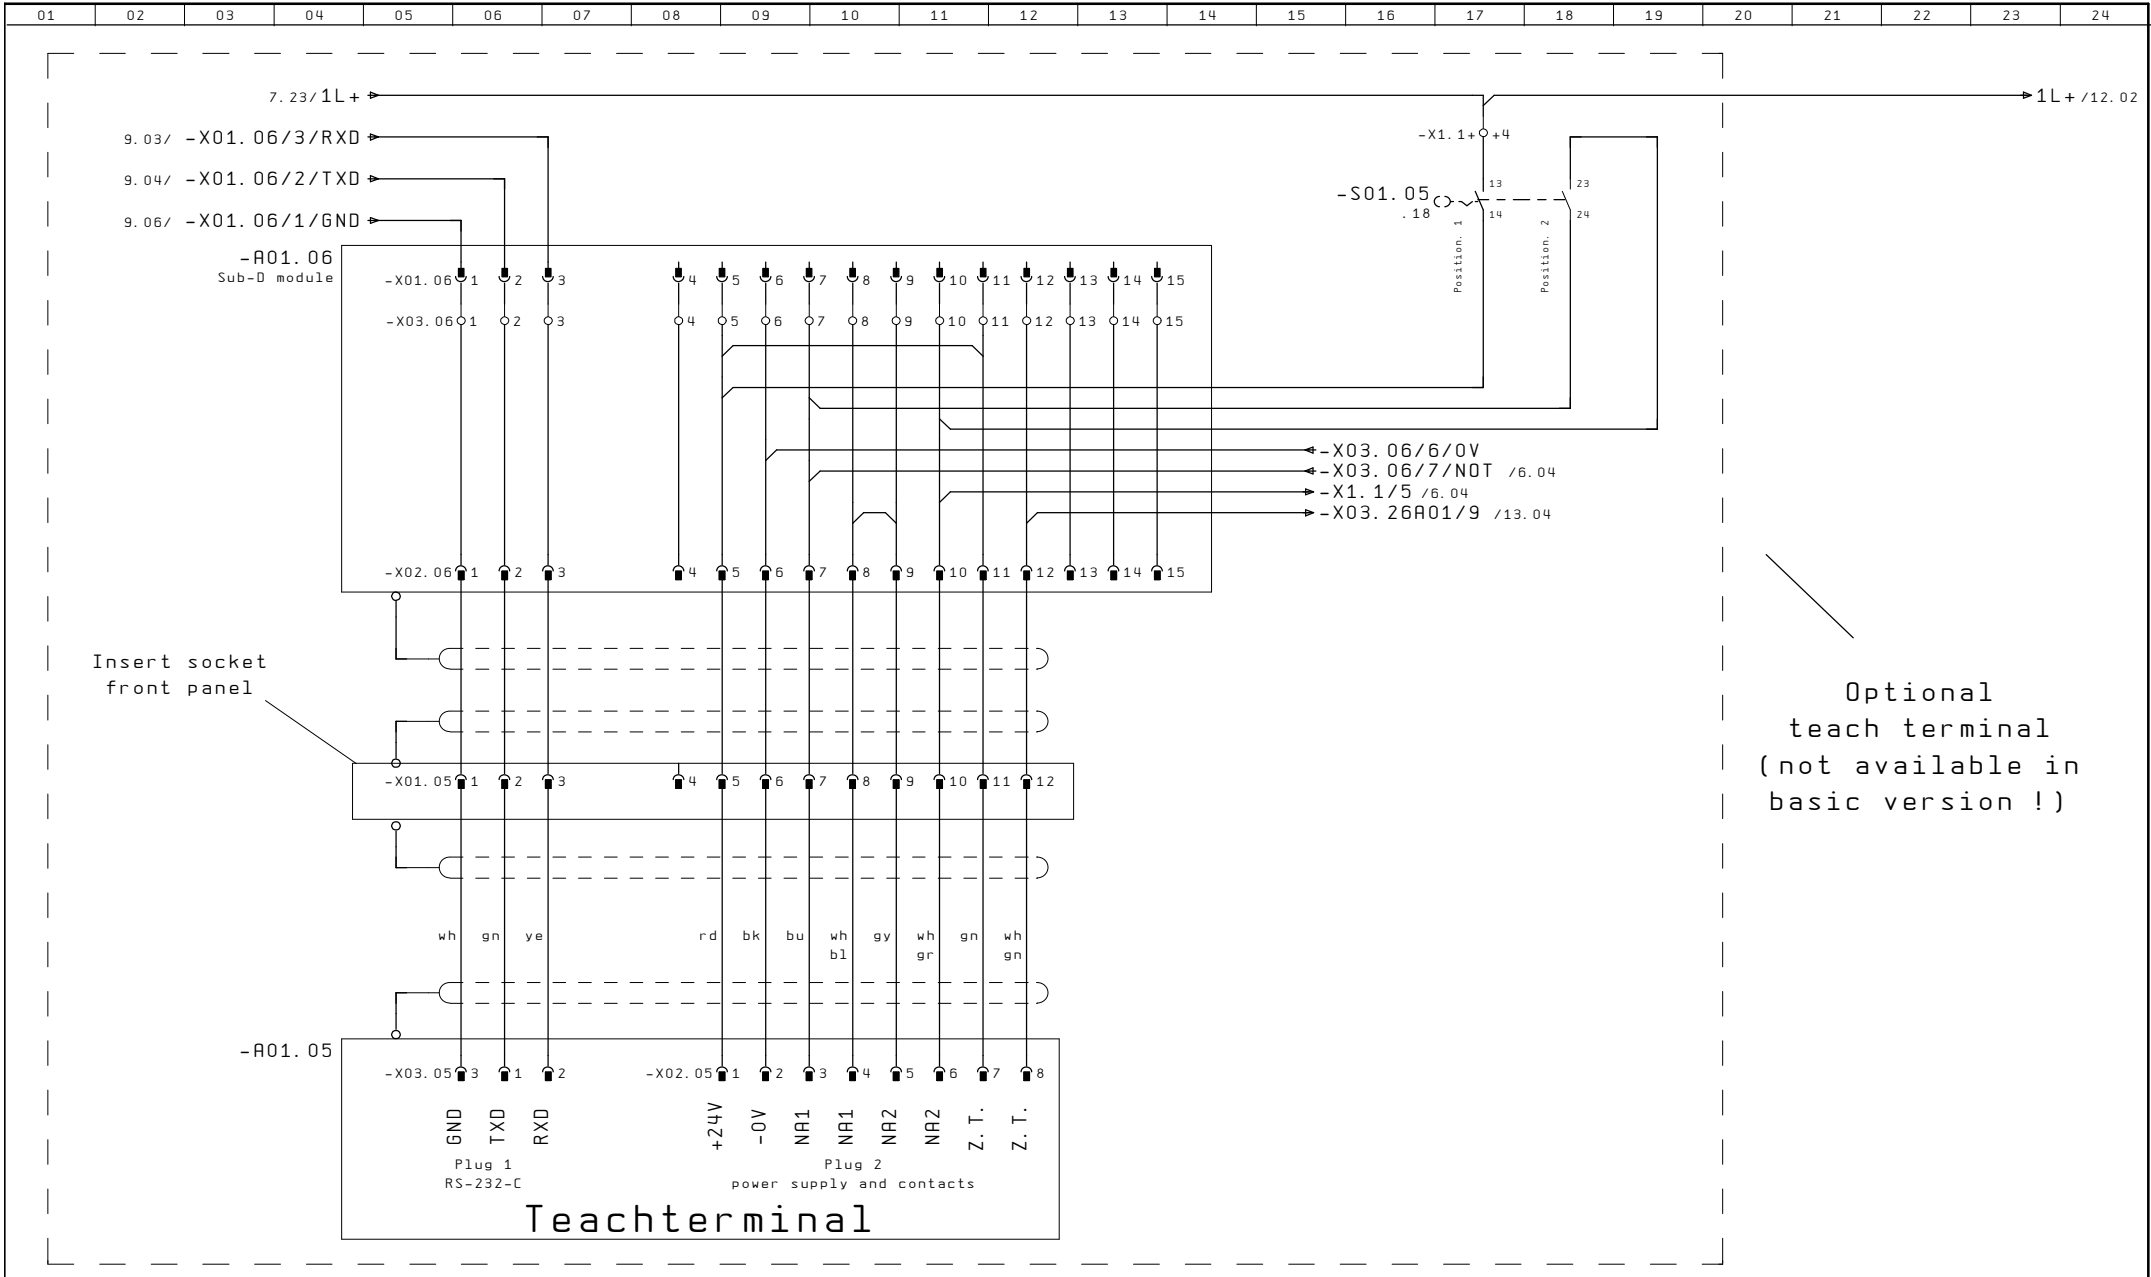 01 02 03 04 05 06 07 08 09 10 11 12 13 14 15 16 17 18 19 20 21 22 23 24
7.23/1L+
1L+/12.02
9.03/ -X01.06/3/RXD
-X1.1+ +4
9.04/ -X01.06/2/TXD
-S01.05
.18
13 23
14 24
Position. 1
Position. 2
9.06/ -X01.06/1/GND
-A01.06
Sub-D module
-X01.06 1 2 3 4 5 6 7 8 9 10 11 12 13 14 15
-X03.06 1 2 3 4 5 6 7 8 9 10 11 12 13 14 15
-X03.06/6/0V
-X03.06/7/NOT /6.04
-X1.1/5 /6.04
-X03.26A01/9 /13.04
-X02.06 1 2 3 4 5 6 7 8 9 10 11 12 13 14 15
Insert socket
front panel
Optional
teach terminal
(not available in
basic version !)
-X01.05 1 2 3 4 5 6 7 8 9 10 11 12
wh gn ye rd bk bu wh gy wh gn wh
bl gr gn
-A01.05
-X03.05 3 1 2 -X02.05 1 2 3 4 5 6 7 8
GND TXD RXD +24V -0V NA1 NA1 NA2 NA2 Z.T. Z.T.
Plug 1 Plug 2
RS-232-C power supply and contacts
Teachterminal